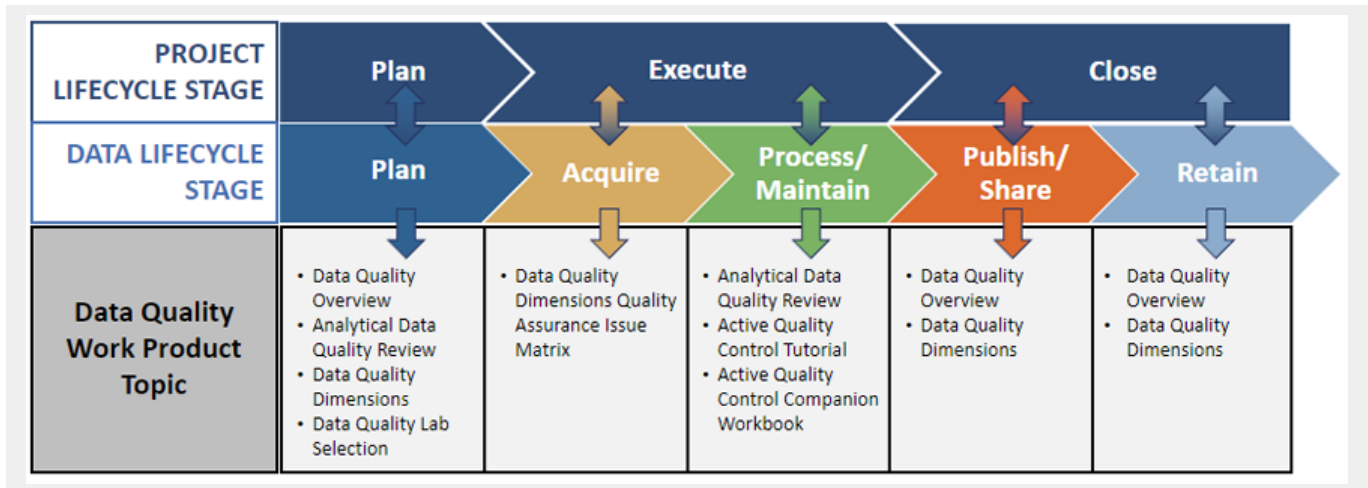 PROJECT
LIFECYCLE STAGE
Plan
Execute
Close
DATA LIFECYCLE
STAGE
Plan
Acquire
Process/
Maintain
Publish/
Share
Retain
Data Quality
Work Product
Topic
• Data Quality
Overview
• Analytical Data
Quality Review
• Data Quality
Dimensions
• Data Quality Lab
Selection
• Data Quality
Dimensions Quality
Assurance Issue
Matrix
• Analytical Data
Quality Review
• Active Quality
Control Tutorial
• Active Quality
Control Companion
Workbook
• Data Quality
Overview
• Data Quality
Dimensions
• Data Quality
Overview
• Data Quality
Dimensions